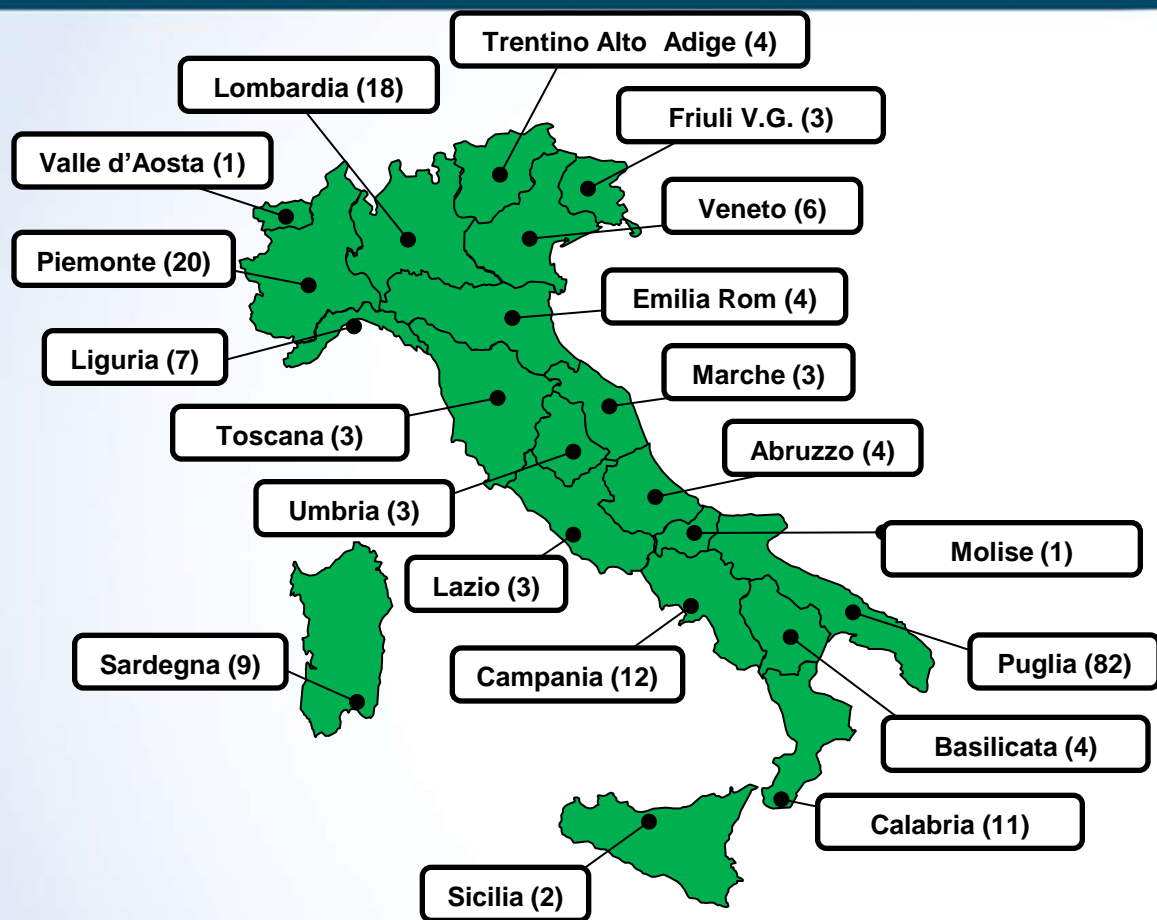 Trentino Alto Adige (4)
Lombardia (18)
Friuli V.G. (3)
Valle d’Aosta (1)
Veneto (6)
Piemonte (20)
Emilia Rom (4)
Liguria (7)
Marche (3)
Toscana (3)
Abruzzo (4)
Umbria (3)
Molise (1)
Lazio (3)
Sardegna (9)
Campania (12)
Puglia (82)
Basilicata (4)
Calabria (11)
Sicilia (2)